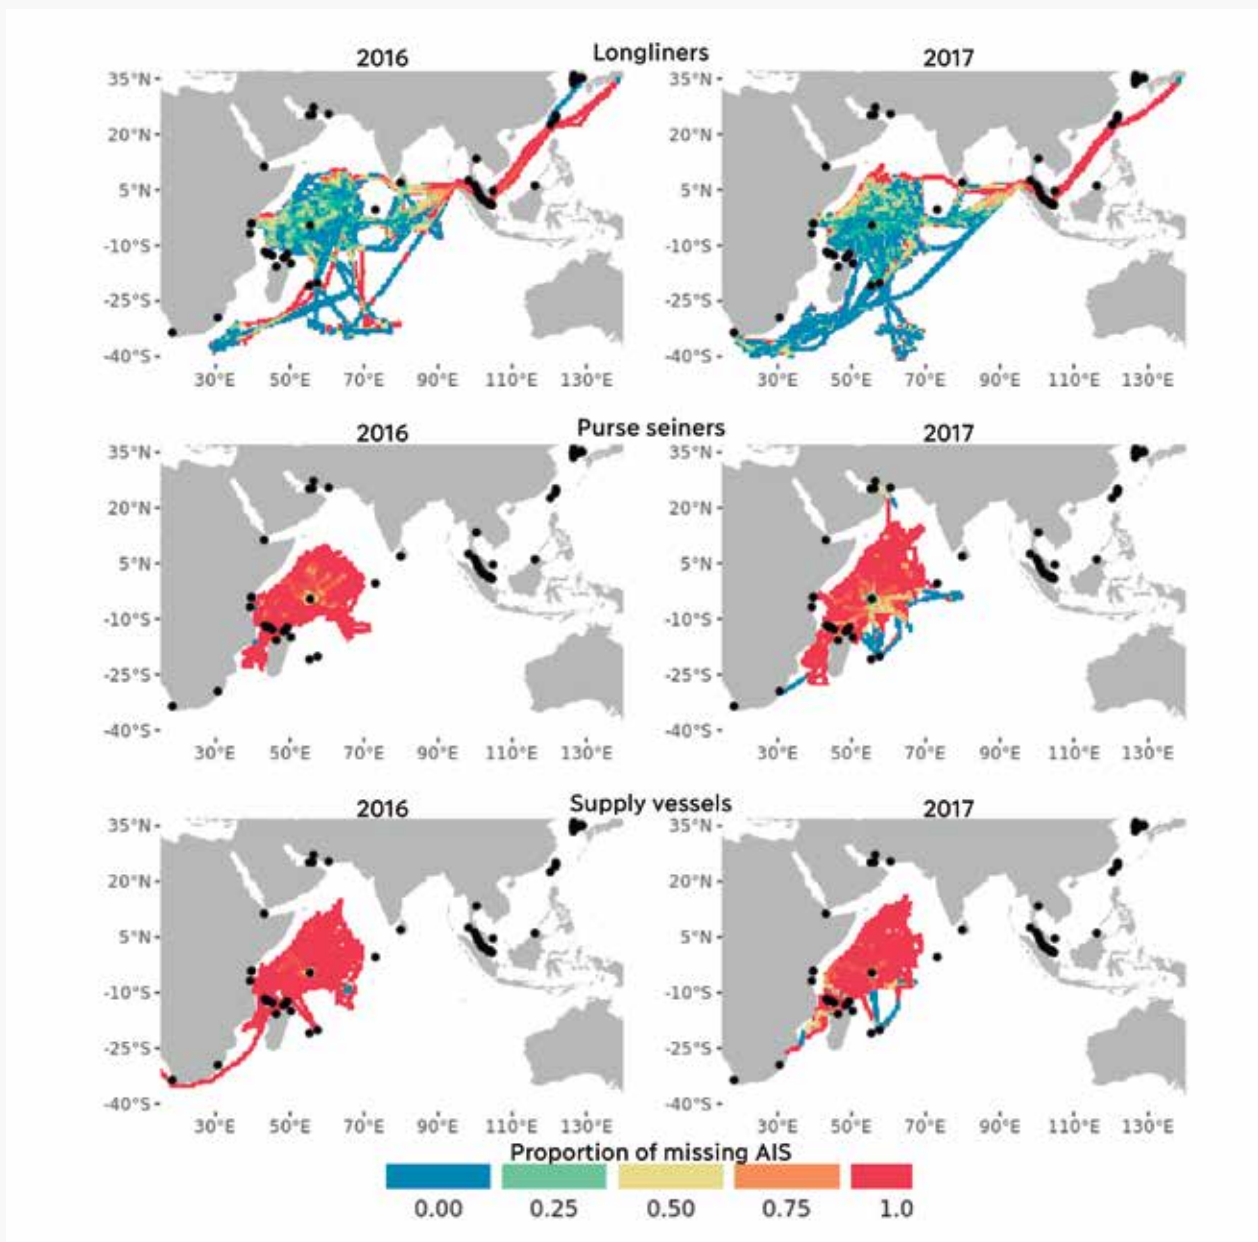 Longliners
2016 2017
35°N 35°N
20°N 20°N
5°N 5°N
-10°S -10°S
-25°S -25°S
-40°S -40°S
30°E 50°E 70°E 90°E 110°E 130°E 30°E 50°E 70°E 90°E 110°E 130°E
Purse seiners
2016 2017
35°N 35°N
20°N 20°N
5°N 5°N
-10°S -10°S
-25°S -25°S
-40°S -40°S
30°E 50°E 70°E 90°E 110°E 130°E 30°E 50°E 70°E 90°E 110°E 130°E
Supply vessels
2016 2017
35°N 35°N
20°N 20°N
5°N 5°N
-10°S -10°S
-25°S -25°S
-40°S -40°S
30°E 50°E 70°E 90°E 110°E 130°E 30°E 50°E 70°E 90°E 110°E 130°E
Proportion of missing AIS
0.00 0.25 0.50 0.75 1.0